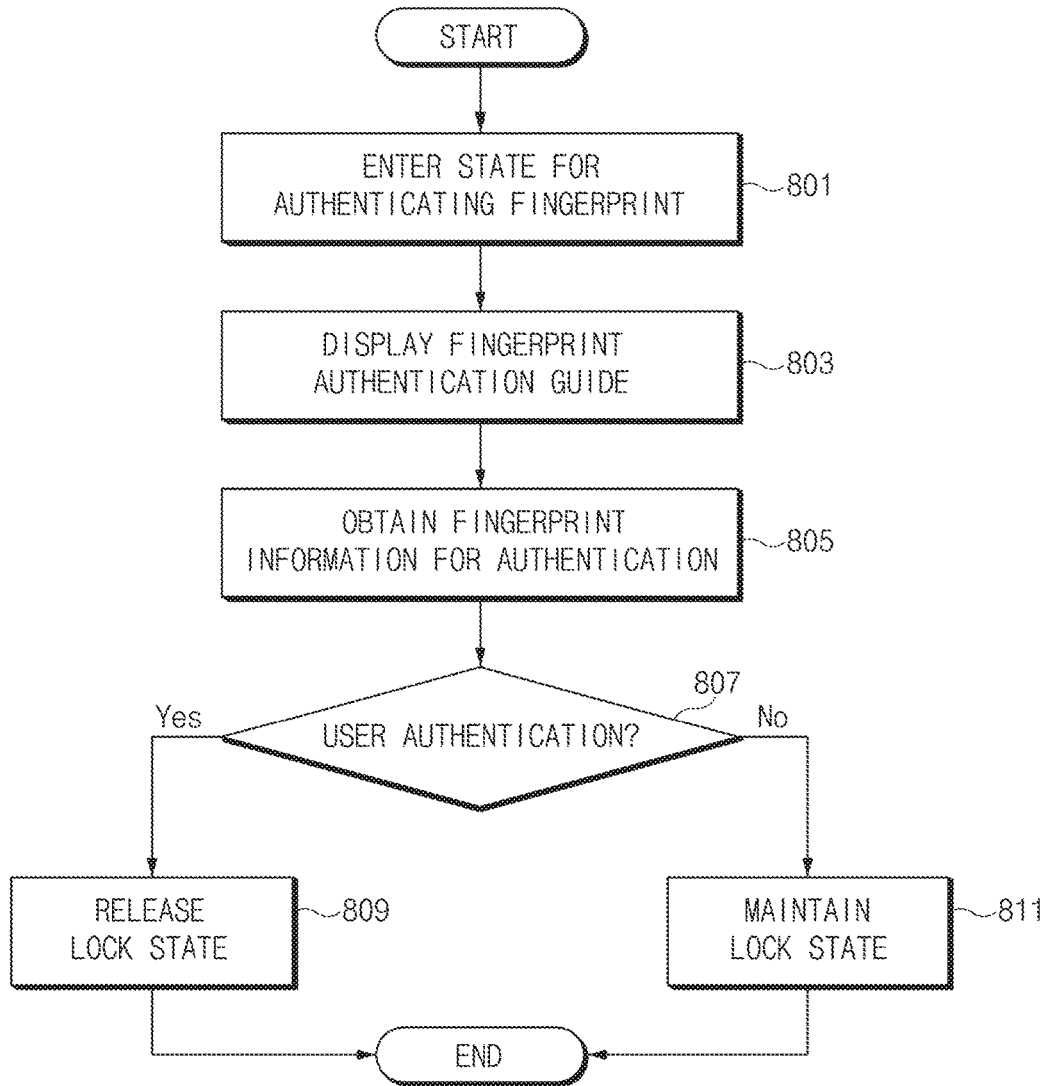 START
ENTER STATE FOR
AUTHENTICATING FINGERPRINT
801
DISPLAY FINGERPRINT
AUTHENTICATION GUIDE
803
OBTAIN FINGERPRINT
INFORMATION FOR AUTHENTICATION
805
807
Yes
USER AUTHENTICATION?
No
RELEASE
LOCK STATE
809
MAINTAIN
LOCK STATE
811
END